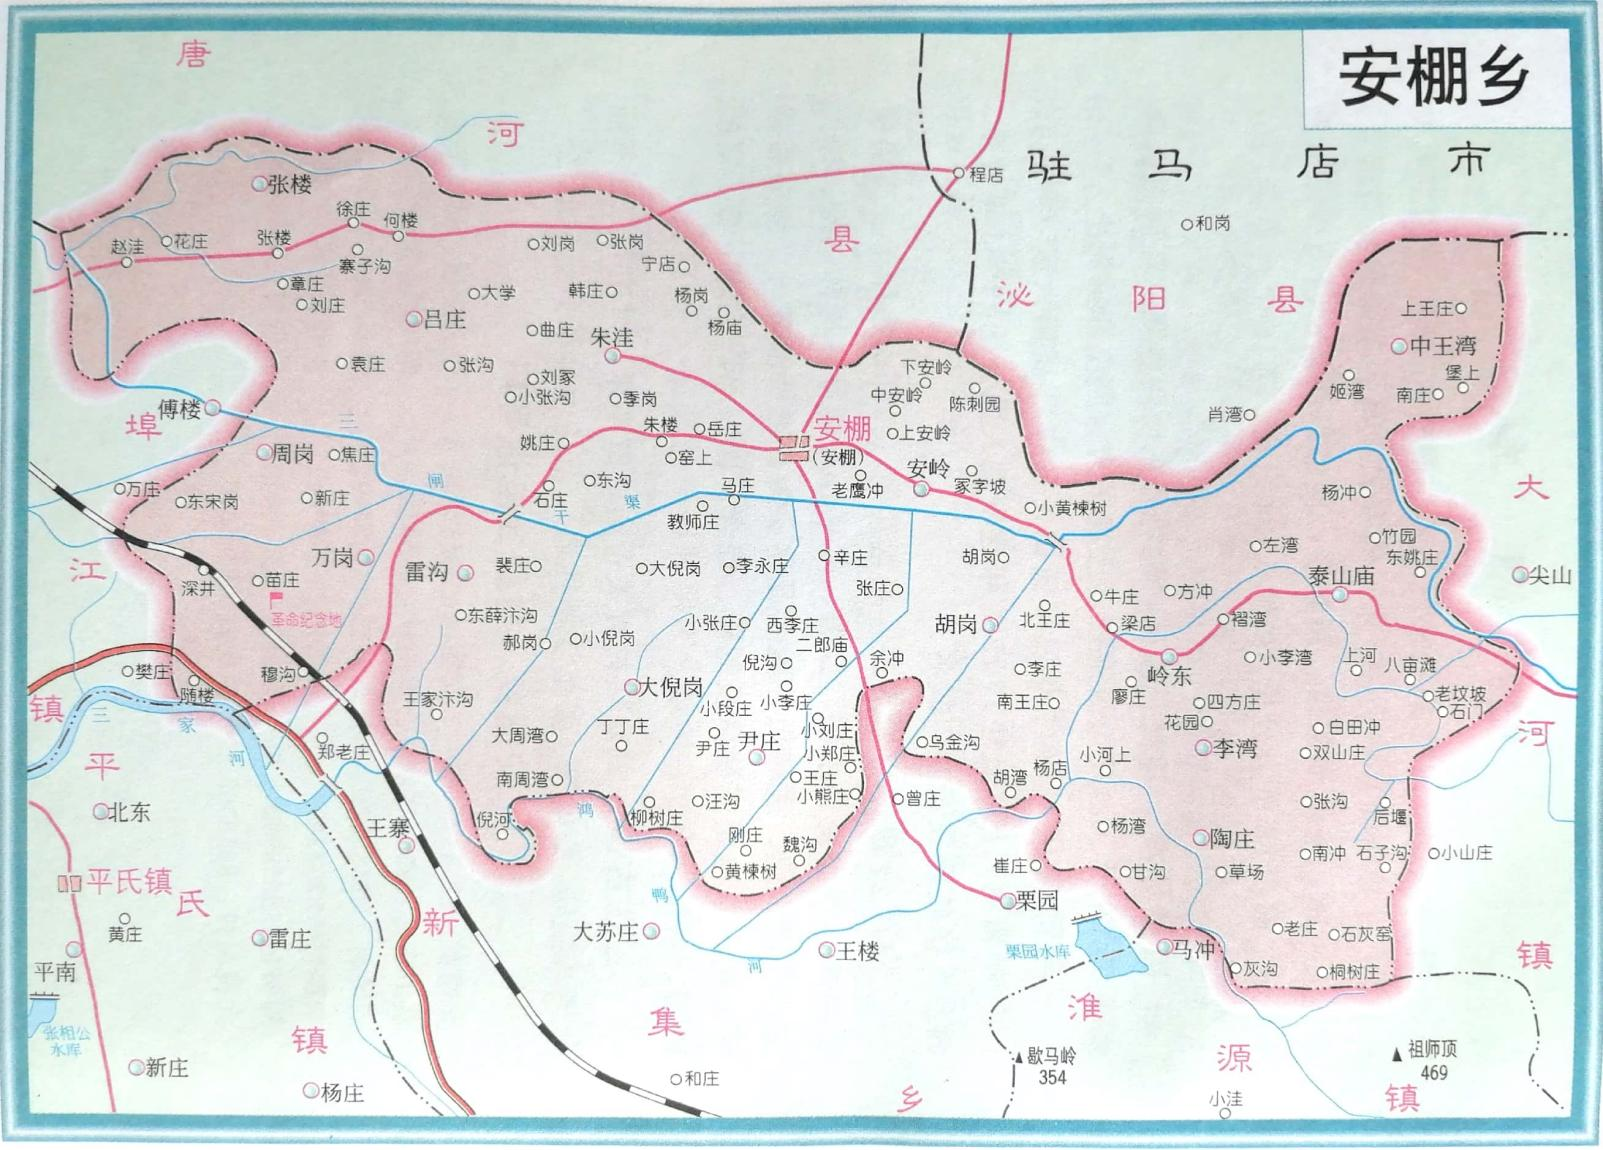 安棚乡
唐
河
县
驻马店市
泌阳县
程店
和岗
张楼
徐庄
何楼
赵洼
花庄
张楼
寨子沟
刘岗
张岗
宁店
章庄
刘庄
大学
韩庄
杨岗
杨庙
吕庄
曲庄
朱洼
上王庄
中王湾
堡上
姬湾
南庄
肖湾
袁庄
张沟
刘冢
小张沟
季岗
下安岭
中安岭
陈刺园
上安岭
傅楼
埠
三
周岗
焦庄
姚庄
朱楼
岳庄
窑上
安棚
(安棚)
安岭
冢字坡
老鹰冲
小黄楝树
杨冲
大
万庄
东宋岗
新庄
闸
石庄
东沟
干
渠
马庄
教师庄
竹园
东姚庄
左湾
江
深井
苗庄
革命纪念地
万岗
雷沟
裴庄
大倪岗
李永庄
辛庄
张庄
胡岗
泰山庙
尖山
牛庄
方冲
东薛汴沟
郝岗
小倪岗
小张庄
西李庄
二郎庙
胡岗
北王庄
梁店
褶湾
樊庄
随楼
穆沟
倪沟
余冲
李庄
岭东
小李湾
上河
八亩滩
镇
三
家
河
王家汴沟
大倪岗
小段庄
小李庄
南王庄
廖庄
四方庄
花园
老坟坡
石门
郑老庄
大周湾
丁丁庄
尹庄
尹庄
小刘庄
小郑庄
乌金沟
小河上
李湾
白田冲
双山庄
河
平
南周湾
王庄
小熊庄
胡湾
杨店
曾庄
北东
王寨
倪河
鸿
柳树庄
汪沟
刚庄
魏沟
杨湾
陶庄
张沟
后堰
平氏镇
氏
黄楝树
崔庄
甘沟
草场
南冲
石子沟
小山庄
鸭
黄庄
雷庄
新
大苏庄
栗园
王楼
栗园水库
马冲
老庄
石灰窑
镇
平南
河
灰沟
桐树庄
张相公
水库
镇
集
淮
源
歇马岭
354
祖师顶
469
新庄
杨庄
和庄
乡
小洼
镇